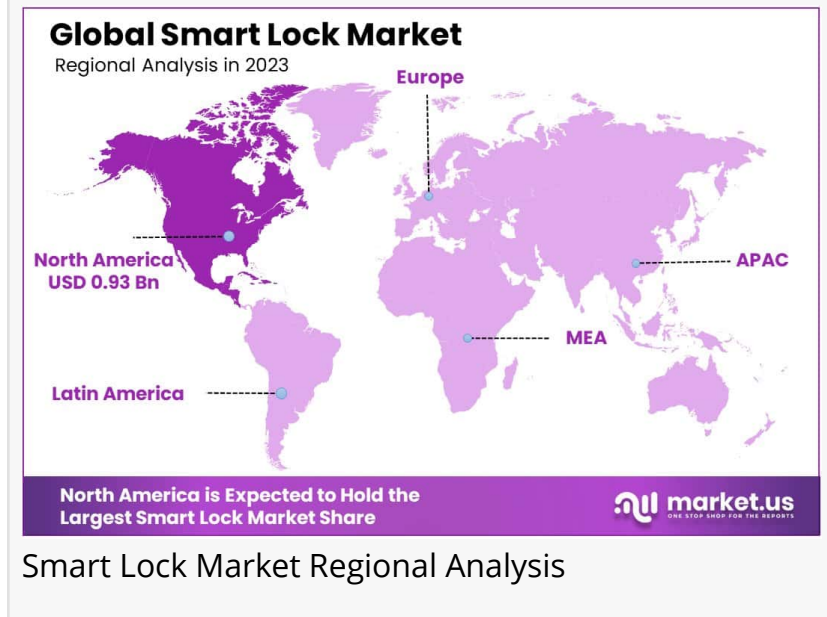 Global Smart Lock Market
Regional Analysis in 2023
Europe
North America
USD 0.93 Bn
APAC
MEA
Latin America
North America is Expected to Hold the
Largest Smart Lock Market Share
market.us
ONE STOP SHOP FOR THE REPORTS
Smart Lock Market Regional Analysis